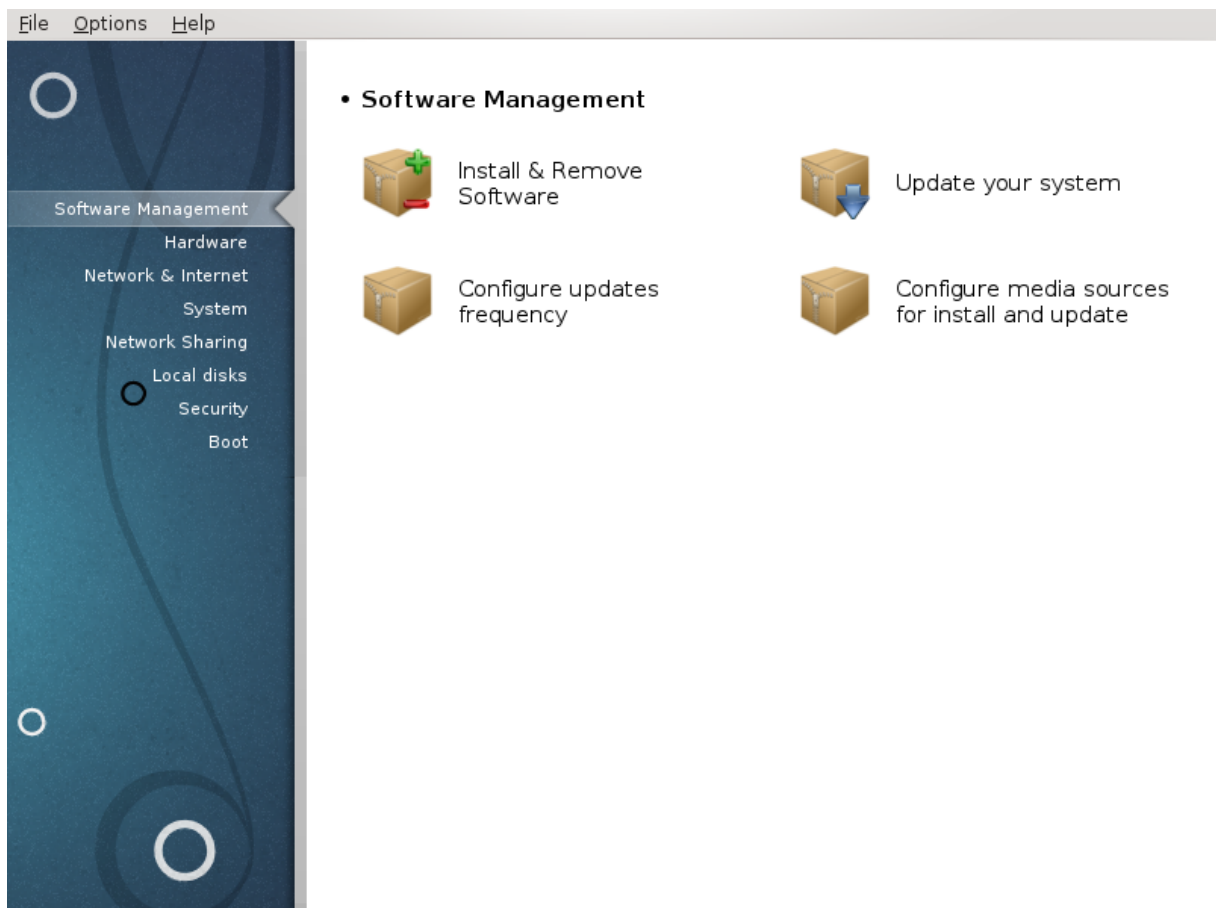 File Options Help
Software Management
Hardware
Network & Internet
System
Network Sharing
Local disks
Security
Boot
• Software Management
Install & Remove
Software
Update your system
Configure updates
frequency
Configure media sources
for install and update